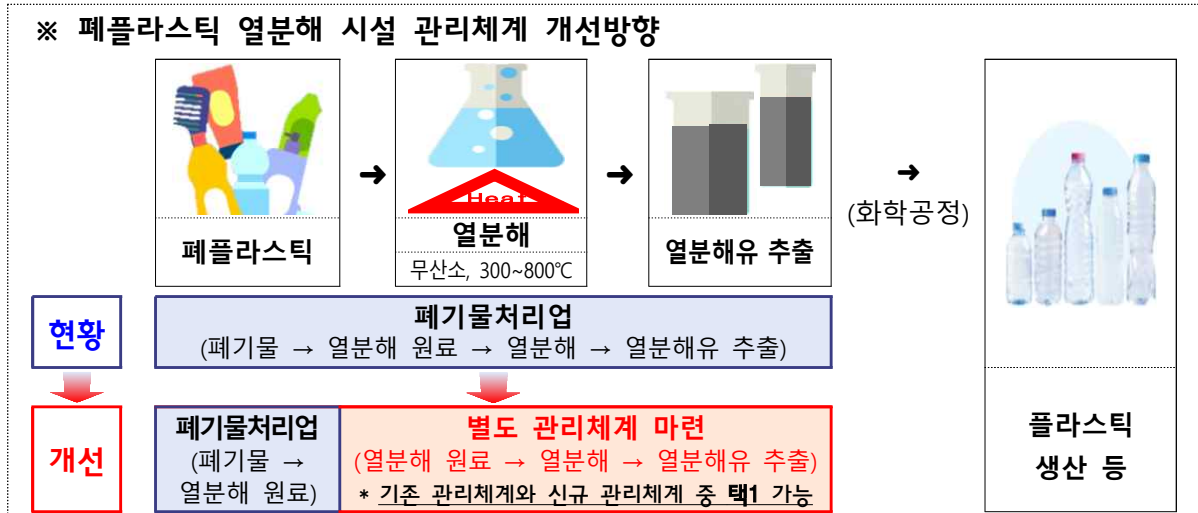 ※ 폐플라스틱 열분해 시설 관리체계 개선방향
➜
Heat
➜
➜
(화학공정)
폐플라스틱
열분해
무산소, 300~800℃
열분해유 추출
현황
폐기물처리업
(폐기물 → 열분해 원료 → 열분해 → 열분해유 추출)
개선
폐기물처리업
(폐기물 →
열분해 원료)
별도 관리체계 마련
(열분해 원료 → 열분해 → 열분해유 추출)
* 기존 관리체계와 신규 관리체계 중 택1 가능
플라스틱
생산 등